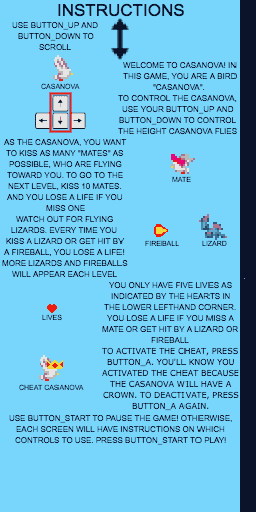 INSTRUCTIONS
USE BUTTON_UP AND
BUTTON_DOWN TO
SCROLL
CASANOVA
WELCOME TO CASANOVA! IN
THIS GAME, YOU ARE A BIRD
"CASANOVA".
TO CONTROL THE CASANOVA,
USE YOUR BUTTON_UP AND
BUTTON_DOWN TO CONTROL
THE HEIGHT CASANOVA FLIES
AS THE CASANOVA, YOU WANT
TO KISS AS MANY "MATES" AS
POSSIBLE, WHO ARE FLYING
TOWARD YOU. TO GO TO THE
NEXT LEVEL, KISS 10 MATES.
AND YOU LOSE A LIFE IF YOU
MISS ONE
MATE
WATCH OUT FOR FLYING
LIZARDS. EVERY TIME YOU
KISS A LIZARD OR GET HIT BY
A FIREBALL, YOU LOSE A LIFE!
MORE LIZARDS AND FIREBALLS
WILL APPEAR EACH LEVEL
FIREBALL
LIZARD
YOU ONLY HAVE FIVE LIVES AS
INDICATED BY THE HEARTS IN
THE LOWER LEFTHAND CORNER.
YOU LOSE A LIFE IF YOU MISS A
MATE OR GET HIT BY A LIZARD OR
FIREBALL
LIVES
TO ACTIVATE THE CHEAT, PRESS
BUTTON_A. YOU'LL KNOW YOU
ACTIVATED THE CHEAT BECAUSE
THE CASANOVA WILL HAVE A
CROWN. TO DEACTIVATE, PRESS
BUTTON_A AGAIN.
CHEAT CASANOVA
USE BUTTON_START TO PAUSE THE GAME! OTHERWISE,
EACH SCREEN WILL HAVE INSTRUCTIONS ON WHICH
CONTROLS TO USE. PRESS BUTTON_START TO PLAY!